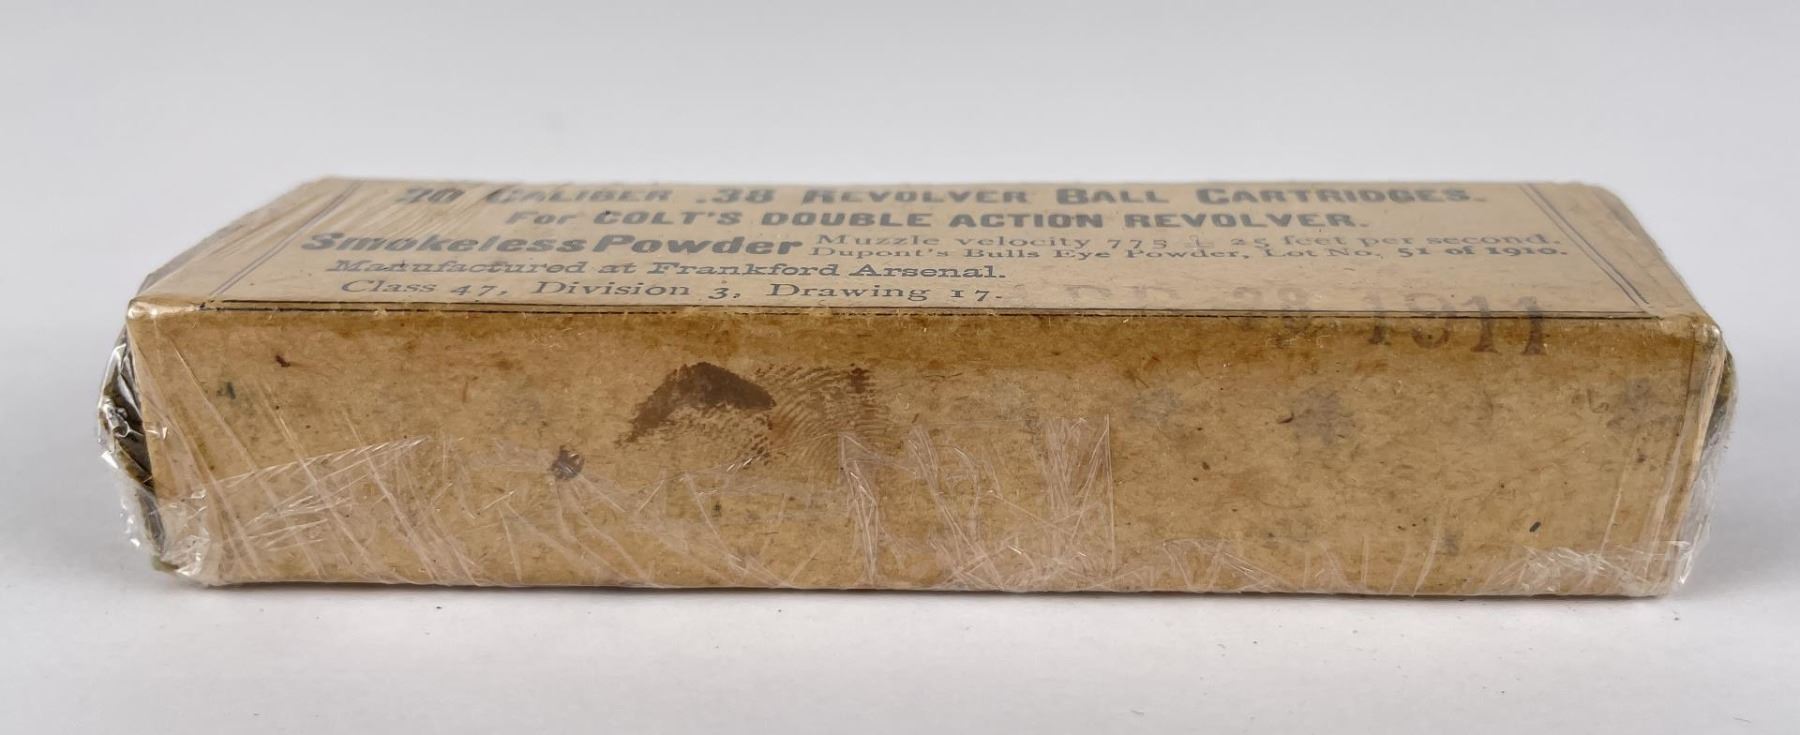 20 CALIBER .38 REVOLVER BALL CARTRIDGES.
For COLT'S DOUBLE ACTION REVOLVER.
Smokeless Powder Muzzle velocity 775 ± 25 feet per second.
Dupont's Bulls Eye Powder, Lot No, 51 of 1910.
Manufactured at Frankford Arsenal.
Class 47, Division 3, Drawing 17.
28 1911